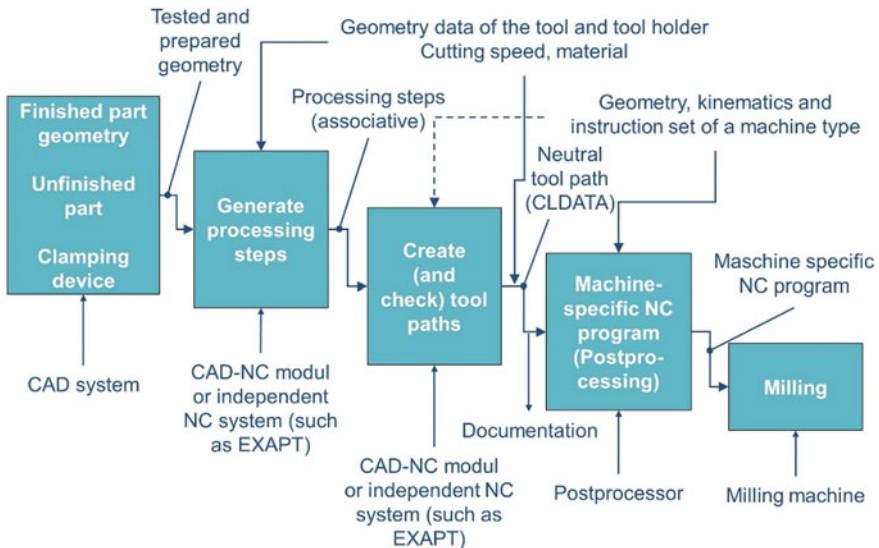 Tested and
prepared
geometry
Geometry data of the tool and tool holder
Cutting speed, material
Processing steps
(associative)
Geometry, kinematics and
instruction set of a machine type
Finished part
geometry
Unfinished
part
Clamping
device
Generate
processing
steps
Neutral
tool path
(CLDATA)
Create
(and
check) tool
paths
Maschine specific
NC program
Machine-
specific NC
program
(Postpro-
cessing)
Milling
CAD system
CAD-NC modul
or independent
NC system (such
as EXAPT)
Documentation
CAD-NC modul
or independent NC
system (such as
EXAPT)
Postprocessor
Milling machine